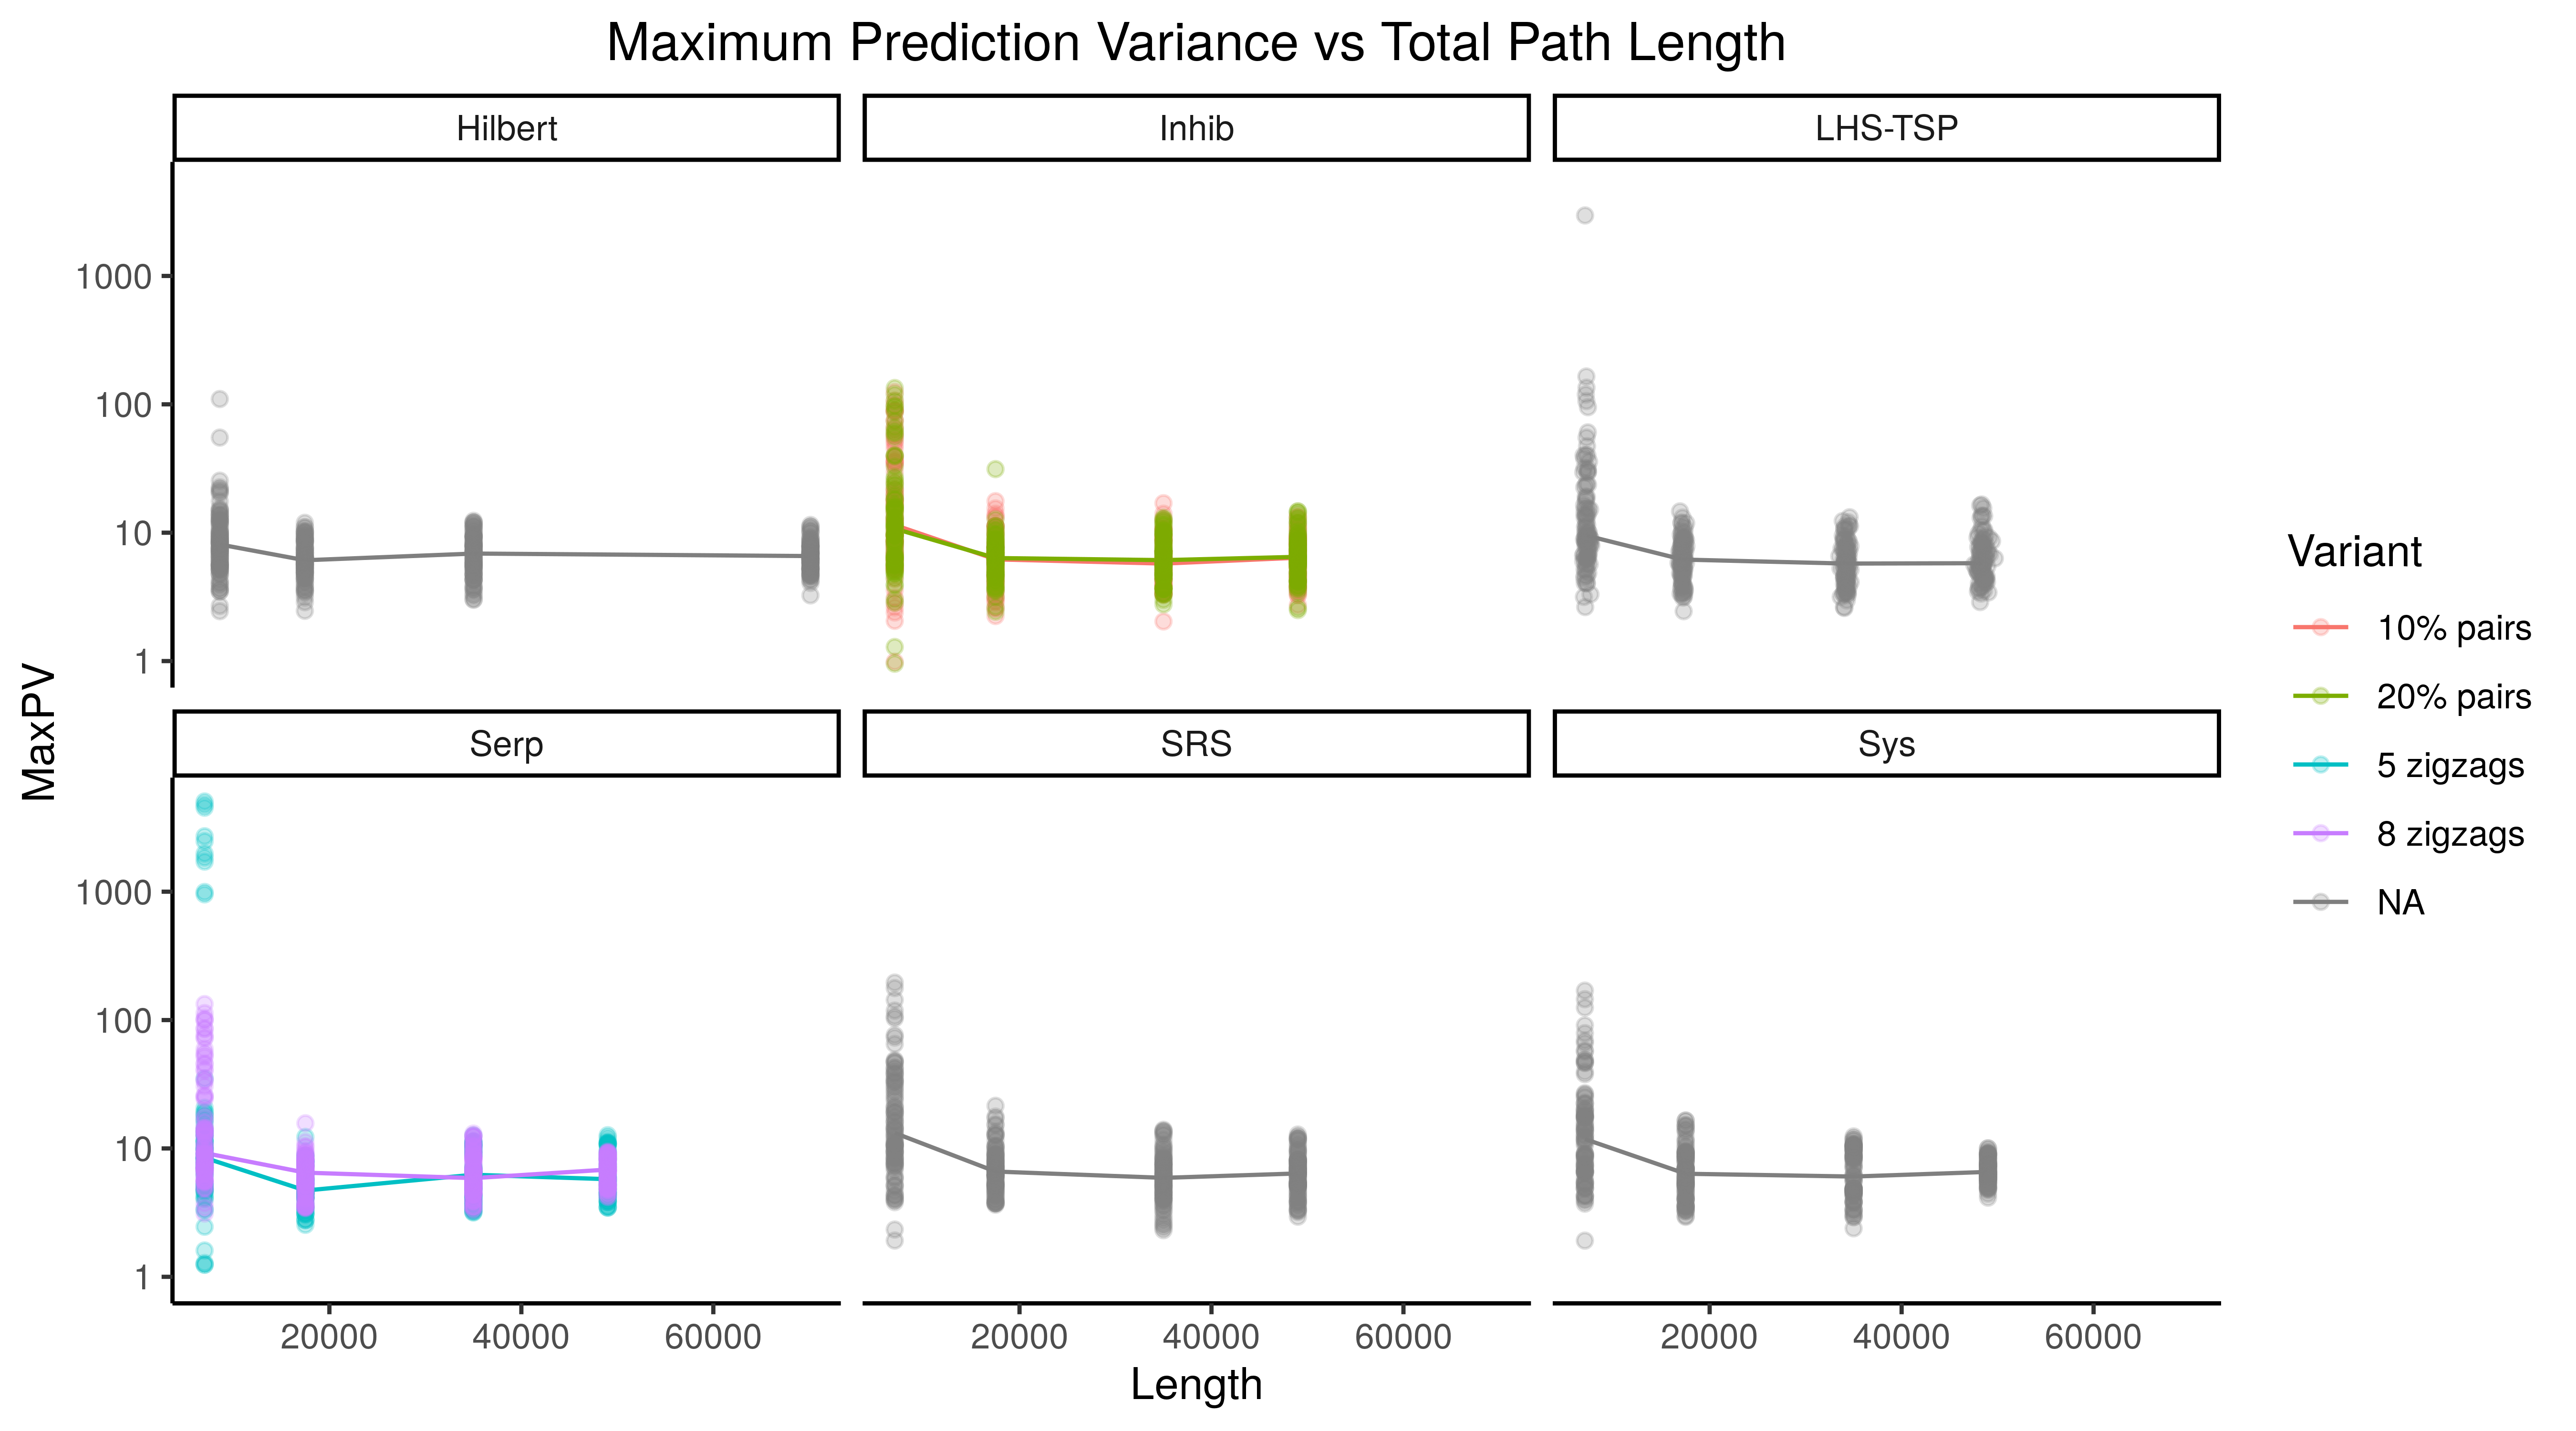 Maximum Prediction Variance vs Total Path Length
Hilbert
Inhib
LHS-TSP
1000
100
10
1
Serp
SRS
Sys
1000
100
10
1
20000
40000
60000
20000
40000
60000
20000
40000
60000
Length
MaxPV
Variant
10% pairs
20% pairs
5 zigzags
8 zigzags
NA